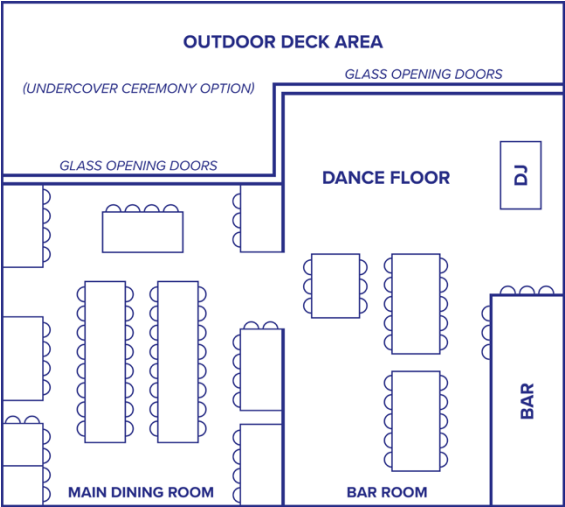 OUTDOOR DECK AREA
GLASS OPENING DOORS
(UNDERCOVER CEREMONY OPTION)
GLASS OPENING DOORS
DANCE FLOOR
DJ
BAR
MAIN DINING ROOM
BAR ROOM